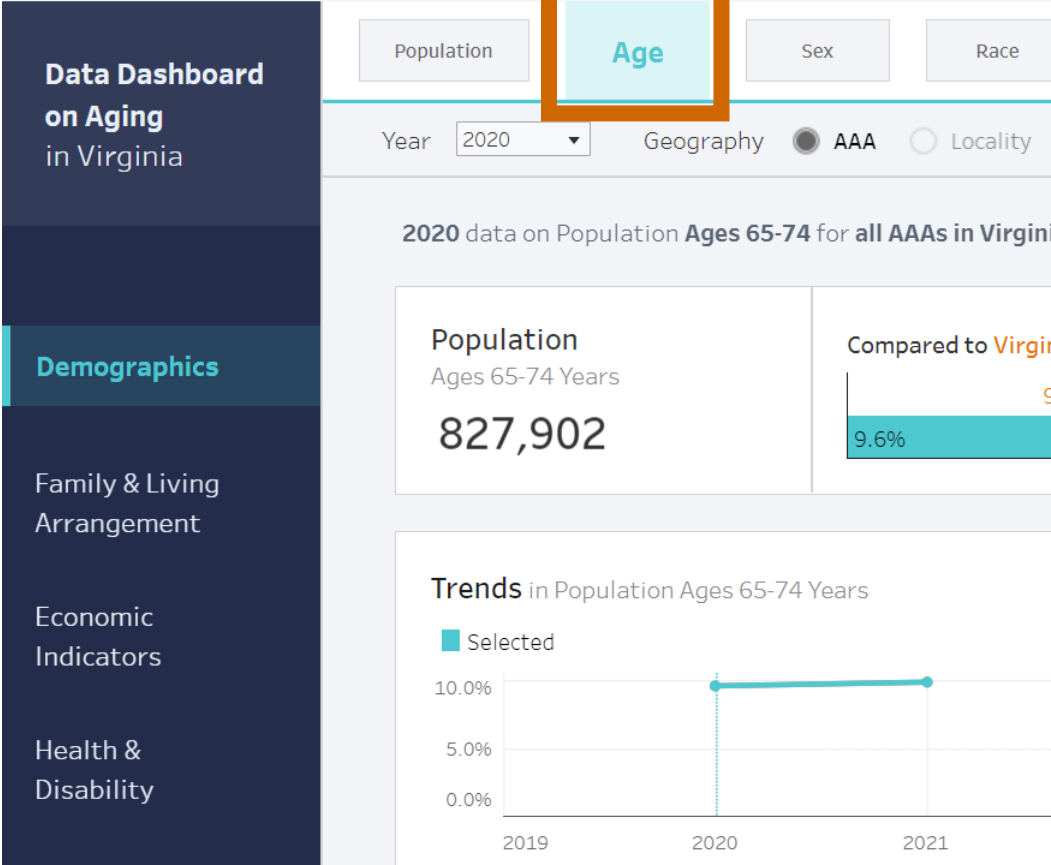 Data Dashboard
on Aging
in Virginia
Demographics
Family & Living
Arrangement
Economic
Indicators
Health &
Disability
Population Age Sex Race
Year 2020 Geography AAA Locality
2020 data on Population Ages 65-74 for all AAAs in
Population
Ages 65-74 Years
827,902
Compared to
9.6%
Trends in Population Ages 65-74 Years
Selected
10.0%
5.0%
0.0%
2019 2020 2021